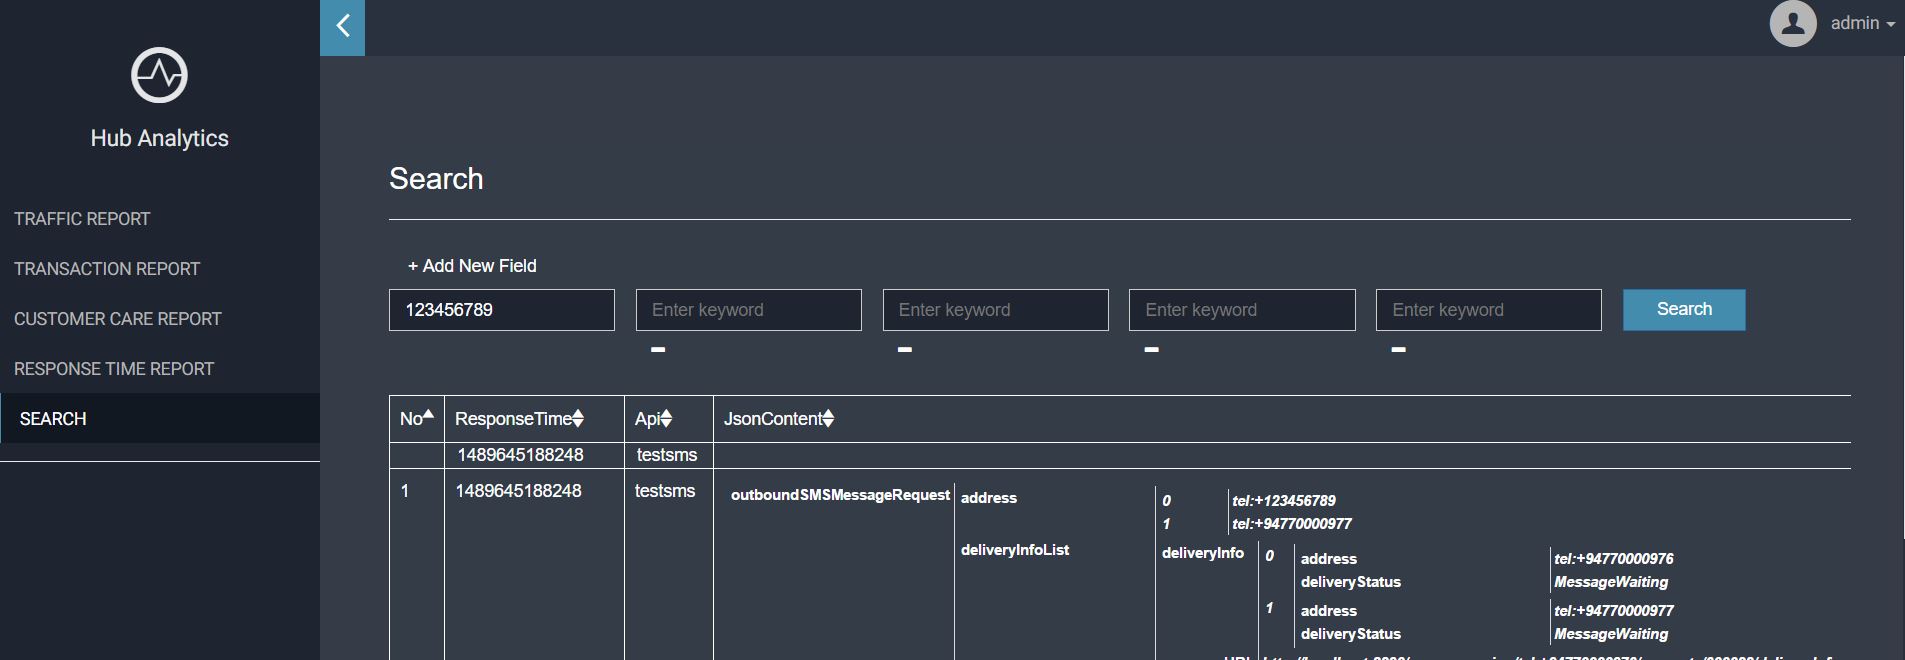 admin
Hub Analytics
TRAFFIC REPORT
TRANSACTION REPORT
CUSTOMER CARE REPORT
RESPONSE TIME REPORT
SEARCH
Search
+ Add New Field
123456789 Enter keyword Enter keyword Enter keyword Enter keyword Search
No ResponseTime Api JsonContent
1489645188248 testsms
1 1489645188248 testsms outboundSMSMessageRequest address 0 tel:+123456789
1 tel:+94770000977
deliveryInfoList deliveryInfo 0 address tel:+94770000976
deliveryStatus MessageWaiting
1 address tel:+94770000977
deliveryStatus MessageWaiting